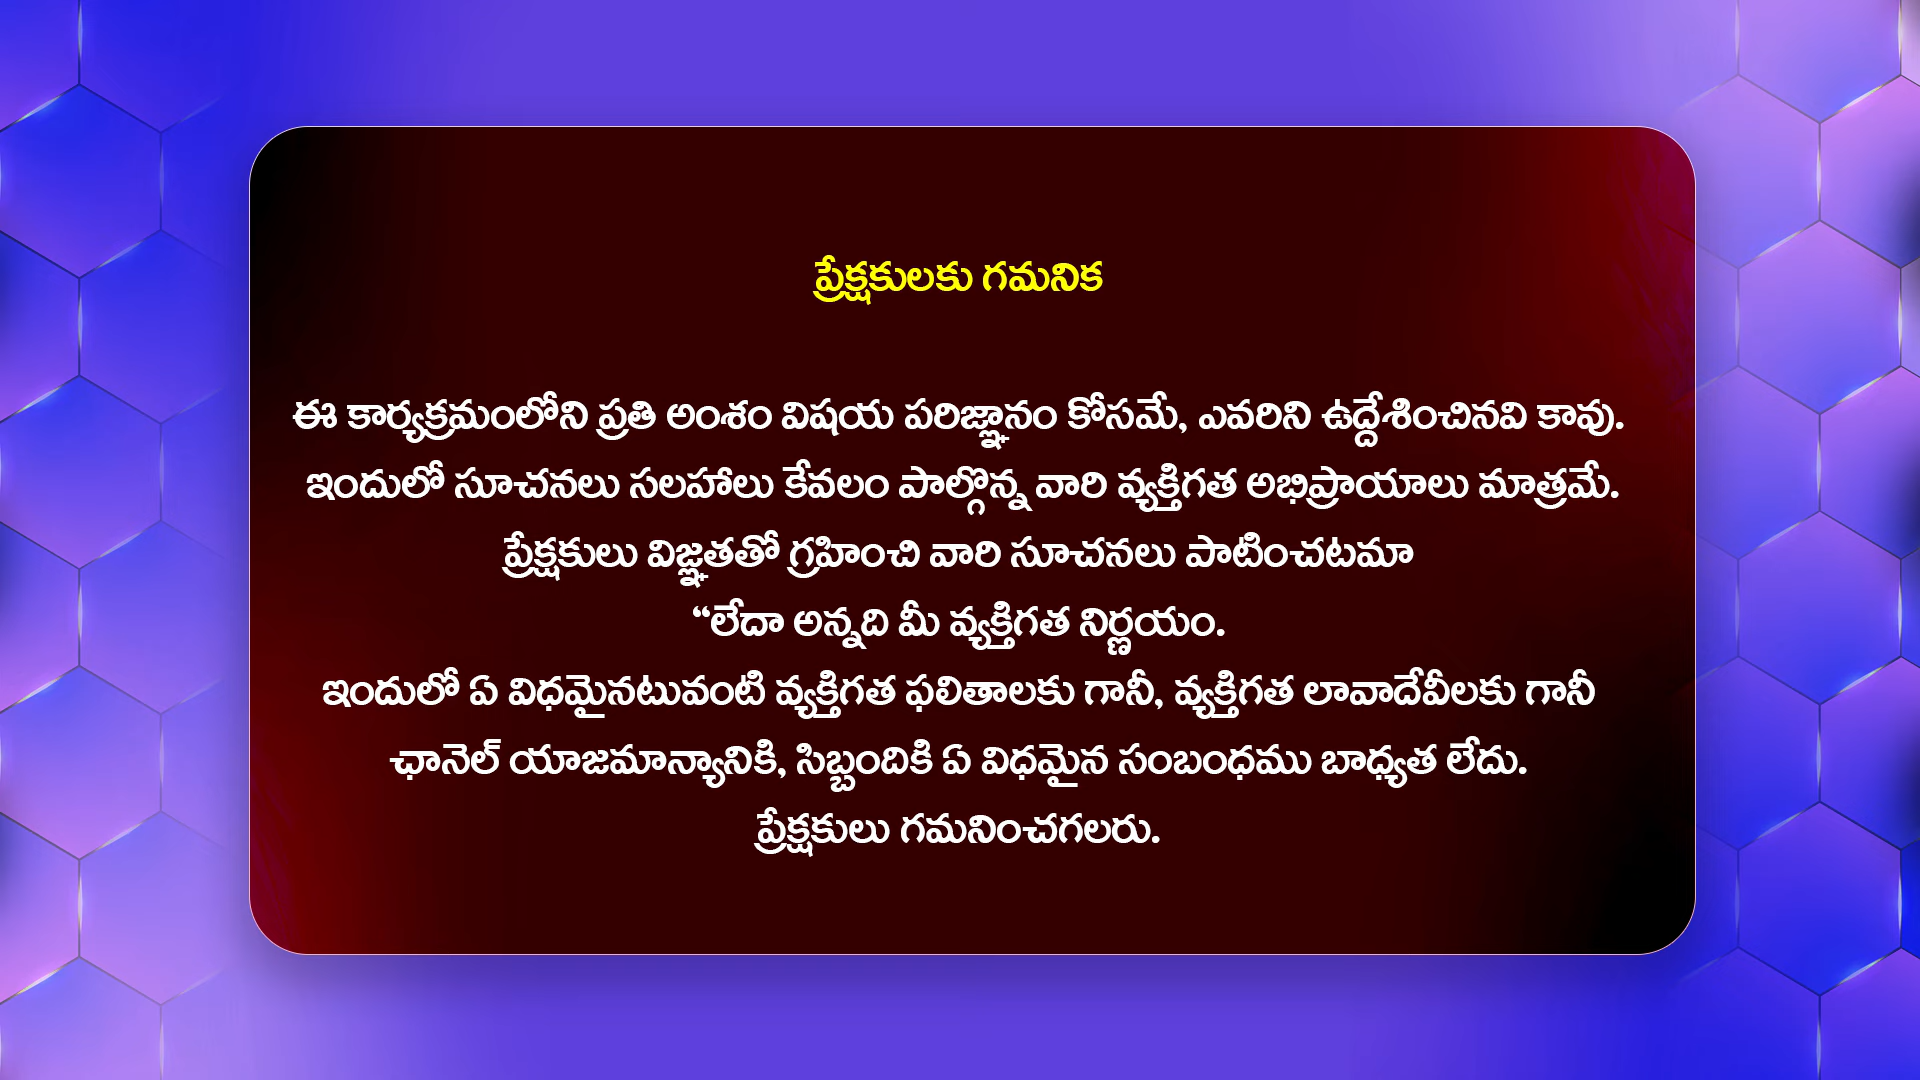 ప్రేక్షకులకు గమనిక
ఈ కార్యక్రమంలోని ప్రతి అంశం విషయ పరిజ్ఞానం కోసమే, ఎవరిని ఉద్దేశించినవి కావు.
ఇందులో సూచనలు సలహాలు కేవలం పాల్గొన్న వారి వ్యక్తిగత అభిప్రాయాలు మాత్రమే.
ప్రేక్షకులు విజ్ఞతతో గ్రహించి వారి సూచనలు పాటించటమా
“లేదా అన్నది మీ వ్యక్తిగత నిర్ణయం.
ఇందులో ఏ విధమైనటువంటి వ్యక్తిగత ఫలితాలకు గానీ, వ్యక్తిగత లావాదేవీలకు గానీ
ఛానెల్ యాజమాన్యానికి, సిబ్బందికి ఏ విధమైన సంబంధము బాధ్యత లేదు.
ప్రేక్షకులు గమనించగలరు.